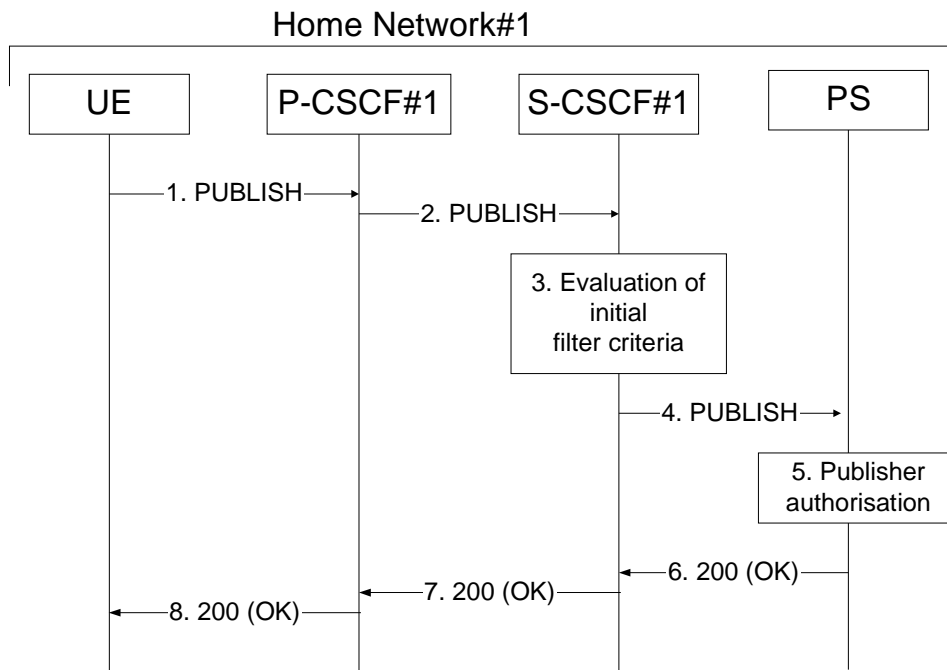 Home Network#1
UE
P-CSCF#1
S-CSCF#1
PS
1. PUBLISH
2. PUBLISH
3. Evaluation of
initial
filter criteria
4. PUBLISH
5. Publisher
authorisation
6. 200 (OK)
7. 200 (OK)
8. 200 (OK)